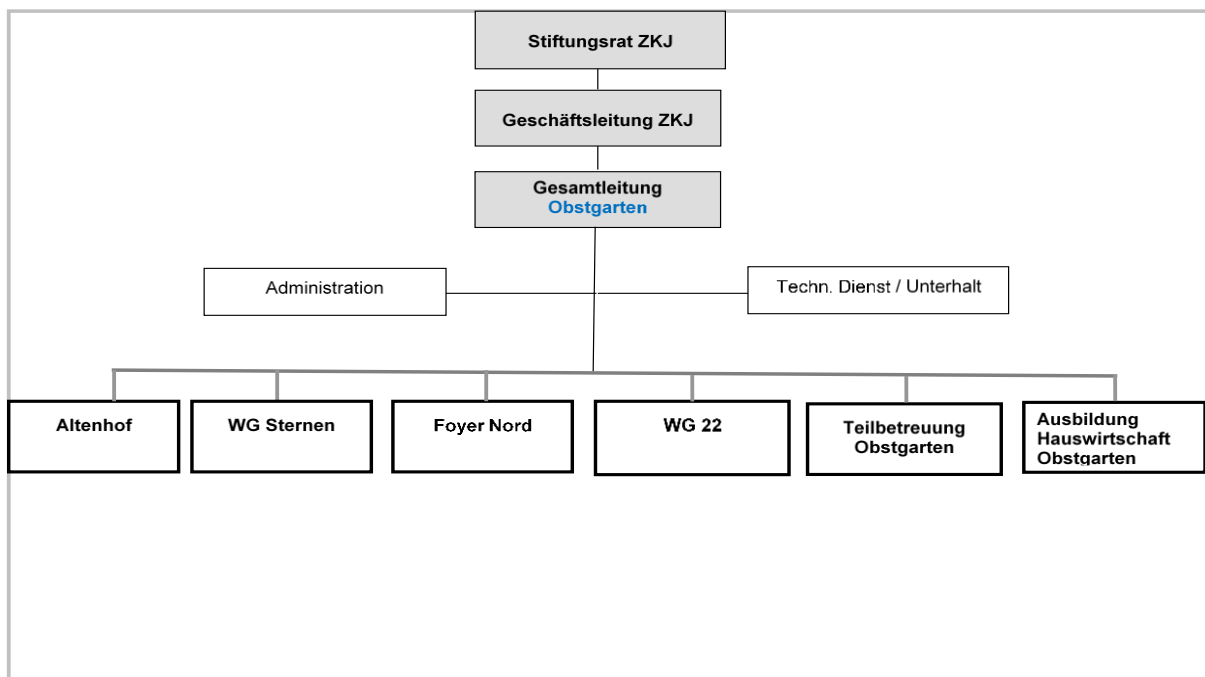 Stiftungsrat ZKJ
Geschäftsleitung ZKJ
Gesamtleitung
Obstgarten
Administration
Techn. Dienst / Unterhalt
Altenhof
WG Sternen
Foyer Nord
WG 22
Teilbetreuung
Obstgarten
Ausbildung
Hauswirtschaft
Obstgarten